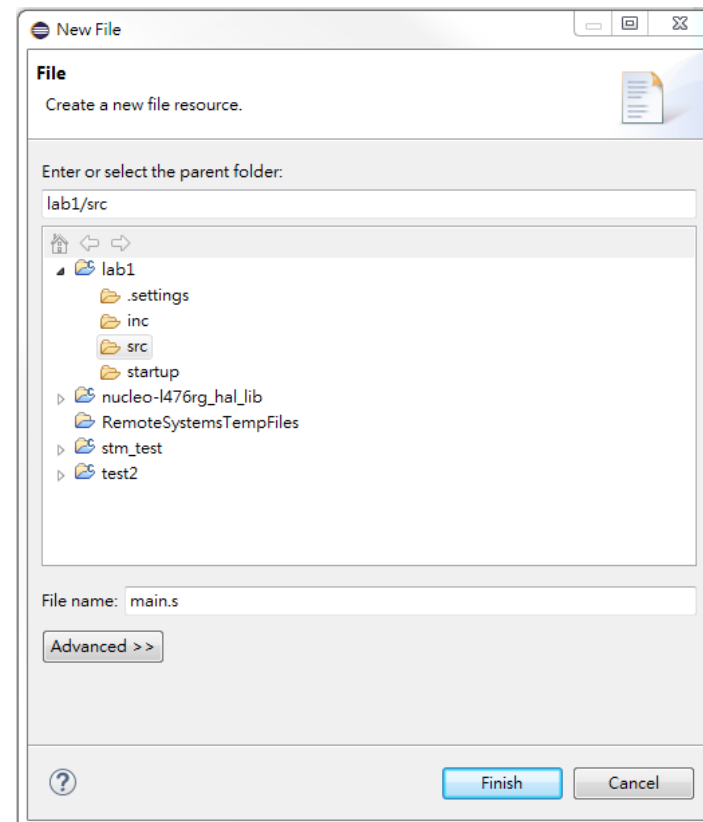 New File
File
Create a new file resource.
Enter or select the parent folder:
lab1/src
lab1
.settings
inc
src
startup
nucleo-l476rg_hal_lib
RemoteSystemsTempFiles
stm_test
test2
File name: main.s
Advanced >>
?
Finish Cancel